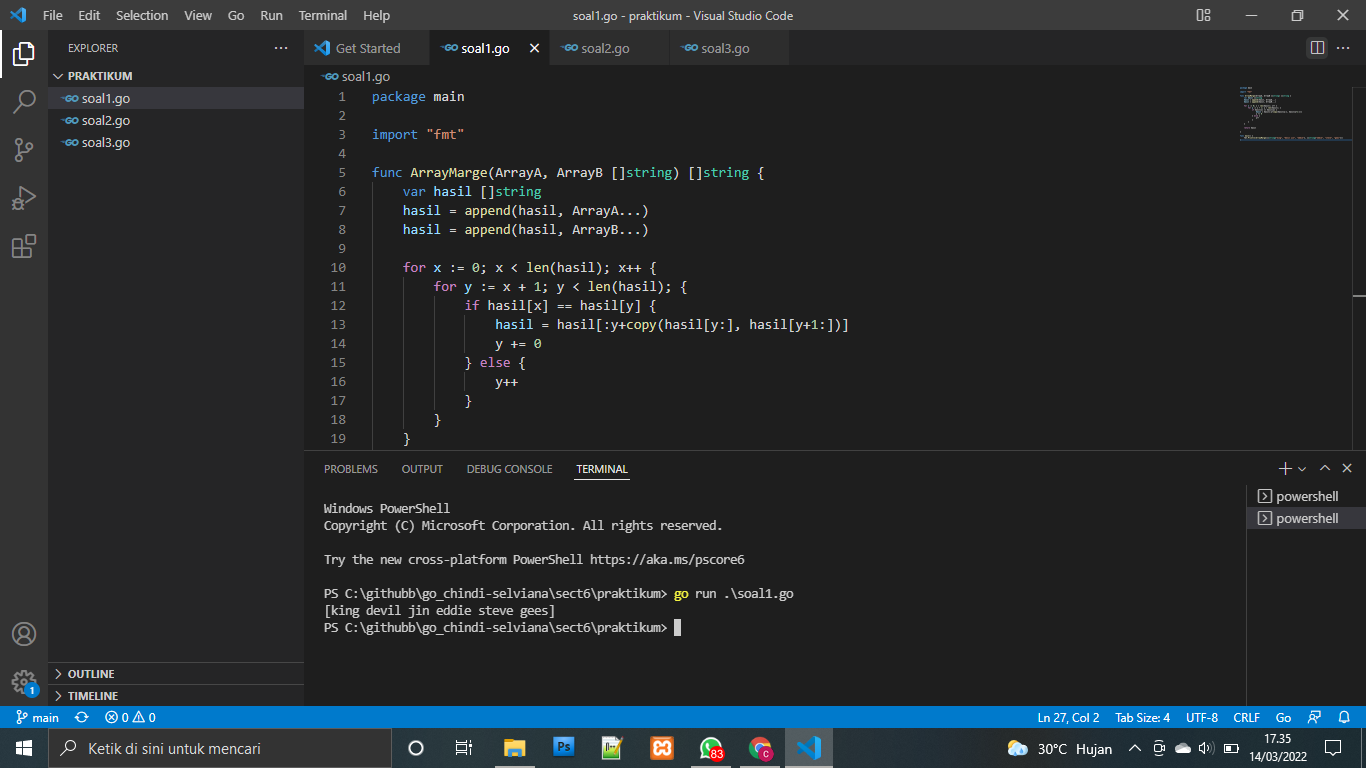 File Edit Selection View Go Run Terminal Help
soal1.go - praktikum - Visual Studio Code
EXPLORER
PRAKTIKUM
soal1.go
soal2.go
soal3.go
OUTLINE
TIMELINE
Get Started
soal1.go
soal2.go
soal3.go
soal1.go
1 package main
2
3 import "fmt"
4
5 func ArrayMarge(ArrayA, ArrayB []string) []string {
6 var hasil []string
7 hasil = append(hasil, ArrayA...)
8 hasil = append(hasil, ArrayB...)
9
10 for x := 0; x < len(hasil); x++ {
11 for y := x + 1; y < len(hasil); {
12 if hasil[x] == hasil[y] {
13 hasil = hasil[:y+copy(hasil[y:], hasil[y+1:])]
14 y += 0
15 } else {
16 y++
17 }
18 }
19 }
PROBLEMS OUTPUT DEBUG CONSOLE TERMINAL
Windows PowerShell
Copyright (C) Microsoft Corporation. All rights reserved.
Try the new cross-platform PowerShell https://aka.ms/pscore6
PS C:\githubb\go_chindi-selviana\sect6\praktikum> go run .\soal1.go
[king devil jin eddie steve gees]
PS C:\githubb\go_chindi-selviana\sect6\praktikum>
powershell
powershell
1
main 0 0
Ln 27, Col 2 Tab Size: 4 UTF-8 CRLF Go
Ketik di sini untuk mencari
Ps
83
C
30°C Hujan
17.35
14/03/2022